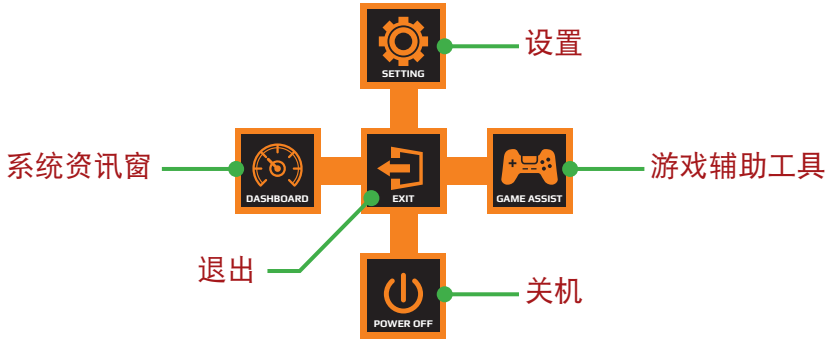 设置
SETTING
系统资讯窗
DASHBOARD
EXIT
GAME ASSIST
游戏辅助工具
退出
关机
POWER OFF